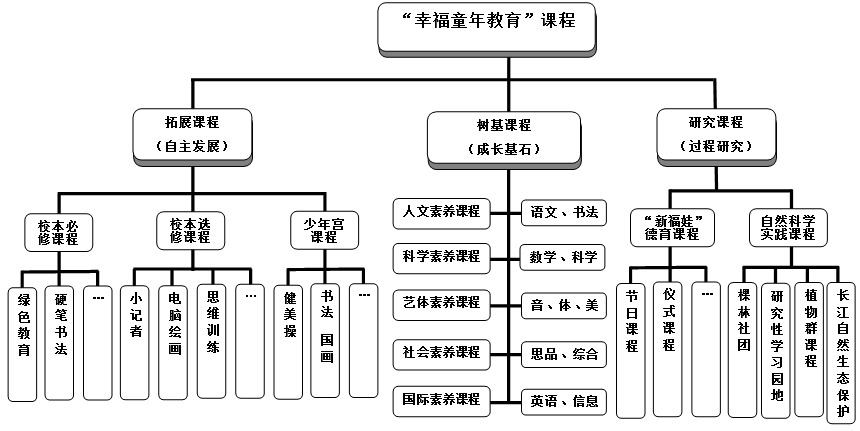 “幸福童年教育”课程
拓展课程
（自主发展）
树基课程
（成长基石）
研究课程
（过程研究）
校本必
修课程
校本选
修课程
少年宫
课程
人文素养课程
语文、书法
科学素养课程
数学、科学
艺体素养课程
音、体、美
社会素养课程
思品、综合
国际素养课程
英语、信息
“新福娃”
德育课程
自然科学
实践课程
绿色教育
硬笔书法
…
小记者
电脑绘画
思维训练
…
健美操
书法 国画
…
节日课程
仪式课程
…
棵林社团
研究性学习园地
植物群课程
长江自然生态保护